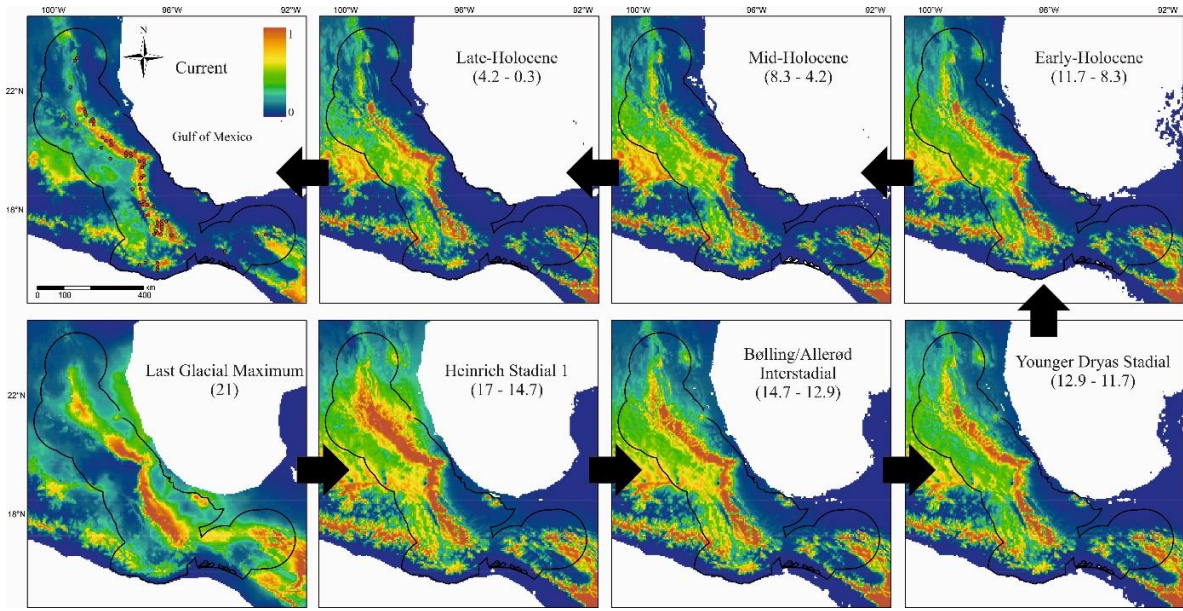 100°W 96°W 92°W
100°W 96°W 92°W
22°N
18°N
22°N
18°N
N
1
0
Current
Gulf of Mexico
km
0 100 200 400
Late-Holocene
(4.2 - 0.3)
Mid-Holocene
(8.3 - 4.2)
100°W 96°W 92°W
Early-Holocene
(11.7 - 8.3)
Last Glacial Maximum
(21)
Heinrich Stadial 1
(17 - 14.7)
Bølling/Allerød
Interstadial
(14.7 - 12.9)
Younger Dryas Stadial
(12.9 - 11.7)
100°W 96°W 92°W